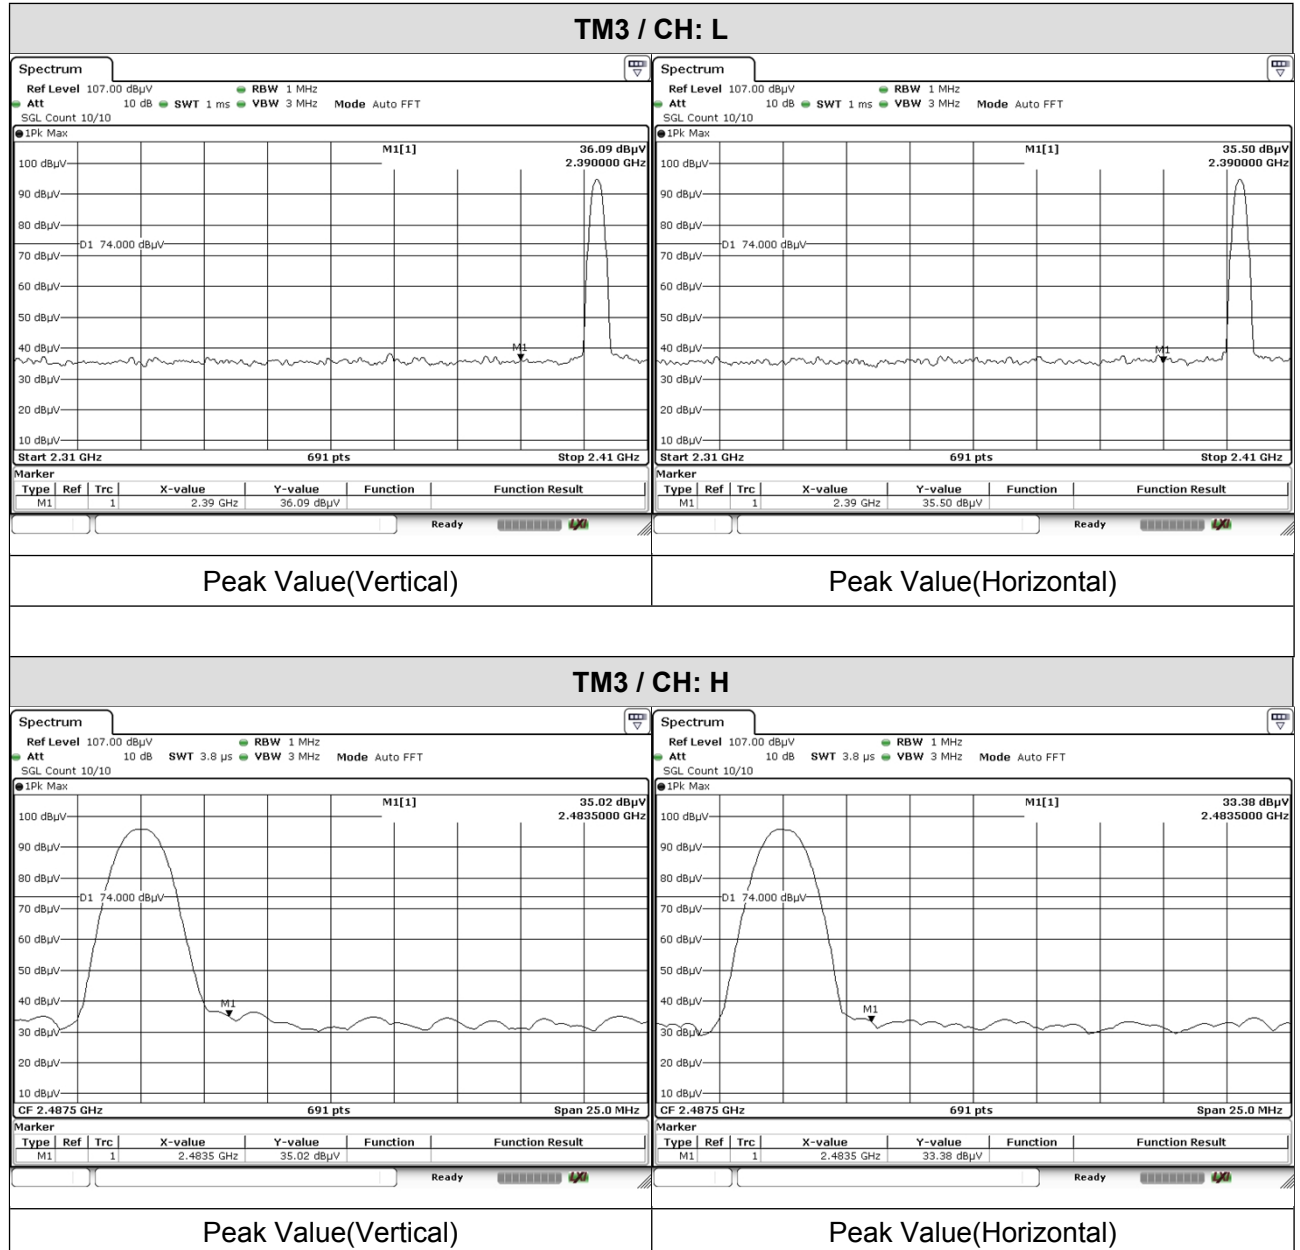 TM3 / CH: L
Spectrum
Ref Level 107.00 dBµV RBW 1 MHz
Att 10 dB SWT 1 ms VBW 3 MHz Mode Auto FFT
SGL Count 10/10
1Pk Max
M1[1] 36.09 dBµV
2.390000 GHz
100 dBµV
90 dBµV
80 dBµV
D1 74.000 dBµV
70 dBµV
60 dBµV
50 dBµV
40 dBµV
M1
30 dBµV
20 dBµV
10 dBµV
Start 2.31 GHz 691 pts Stop 2.41 GHz
Marker
Type Ref Trc X-value Y-value Function Function Result
M1 1 2.39 GHz 36.09 dBµV
Ready LXI
Peak Value(Vertical)
Spectrum
Ref Level 107.00 dBµV RBW 1 MHz
Att 10 dB SWT 1 ms VBW 3 MHz Mode Auto FFT
SGL Count 10/10
1Pk Max
M1[1] 35.50 dBµV
2.390000 GHz
100 dBµV
90 dBµV
80 dBµV
D1 74.000 dBµV
70 dBµV
60 dBµV
50 dBµV
40 dBµV
M1
30 dBµV
20 dBµV
10 dBµV
Start 2.31 GHz 691 pts Stop 2.41 GHz
Marker
Type Ref Trc X-value Y-value Function Function Result
M1 1 2.39 GHz 35.50 dBµV
Ready LXI
Peak Value(Horizontal)
TM3 / CH: H
Spectrum
Ref Level 107.00 dBµV RBW 1 MHz
Att 10 dB SWT 3.8 µs VBW 3 MHz Mode Auto FFT
SGL Count 10/10
1Pk Max
M1[1] 35.02 dBµV
2.4835000 GHz
100 dBµV
90 dBµV
80 dBµV
D1 74.000 dBµV
70 dBµV
60 dBµV
50 dBµV
40 dBµV
M1
30 dBµV
20 dBµV
10 dBµV
CF 2.4875 GHz 691 pts Span 25.0 MHz
Marker
Type Ref Trc X-value Y-value Function Function Result
M1 1 2.4835 GHz 35.02 dBµV
Ready LXI
Peak Value(Vertical)
Spectrum
Ref Level 107.00 dBµV RBW 1 MHz
Att 10 dB SWT 3.8 µs VBW 3 MHz Mode Auto FFT
SGL Count 10/10
1Pk Max
M1[1] 33.38 dBµV
2.4835000 GHz
100 dBµV
90 dBµV
80 dBµV
D1 74.000 dBµV
70 dBµV
60 dBµV
50 dBµV
40 dBµV
M1
30 dBµV
20 dBµV
10 dBµV
CF 2.4875 GHz 691 pts Span 25.0 MHz
Marker
Type Ref Trc X-value Y-value Function Function Result
M1 1 2.4835 GHz 33.38 dBµV
Ready LXI
Peak Value(Horizontal)